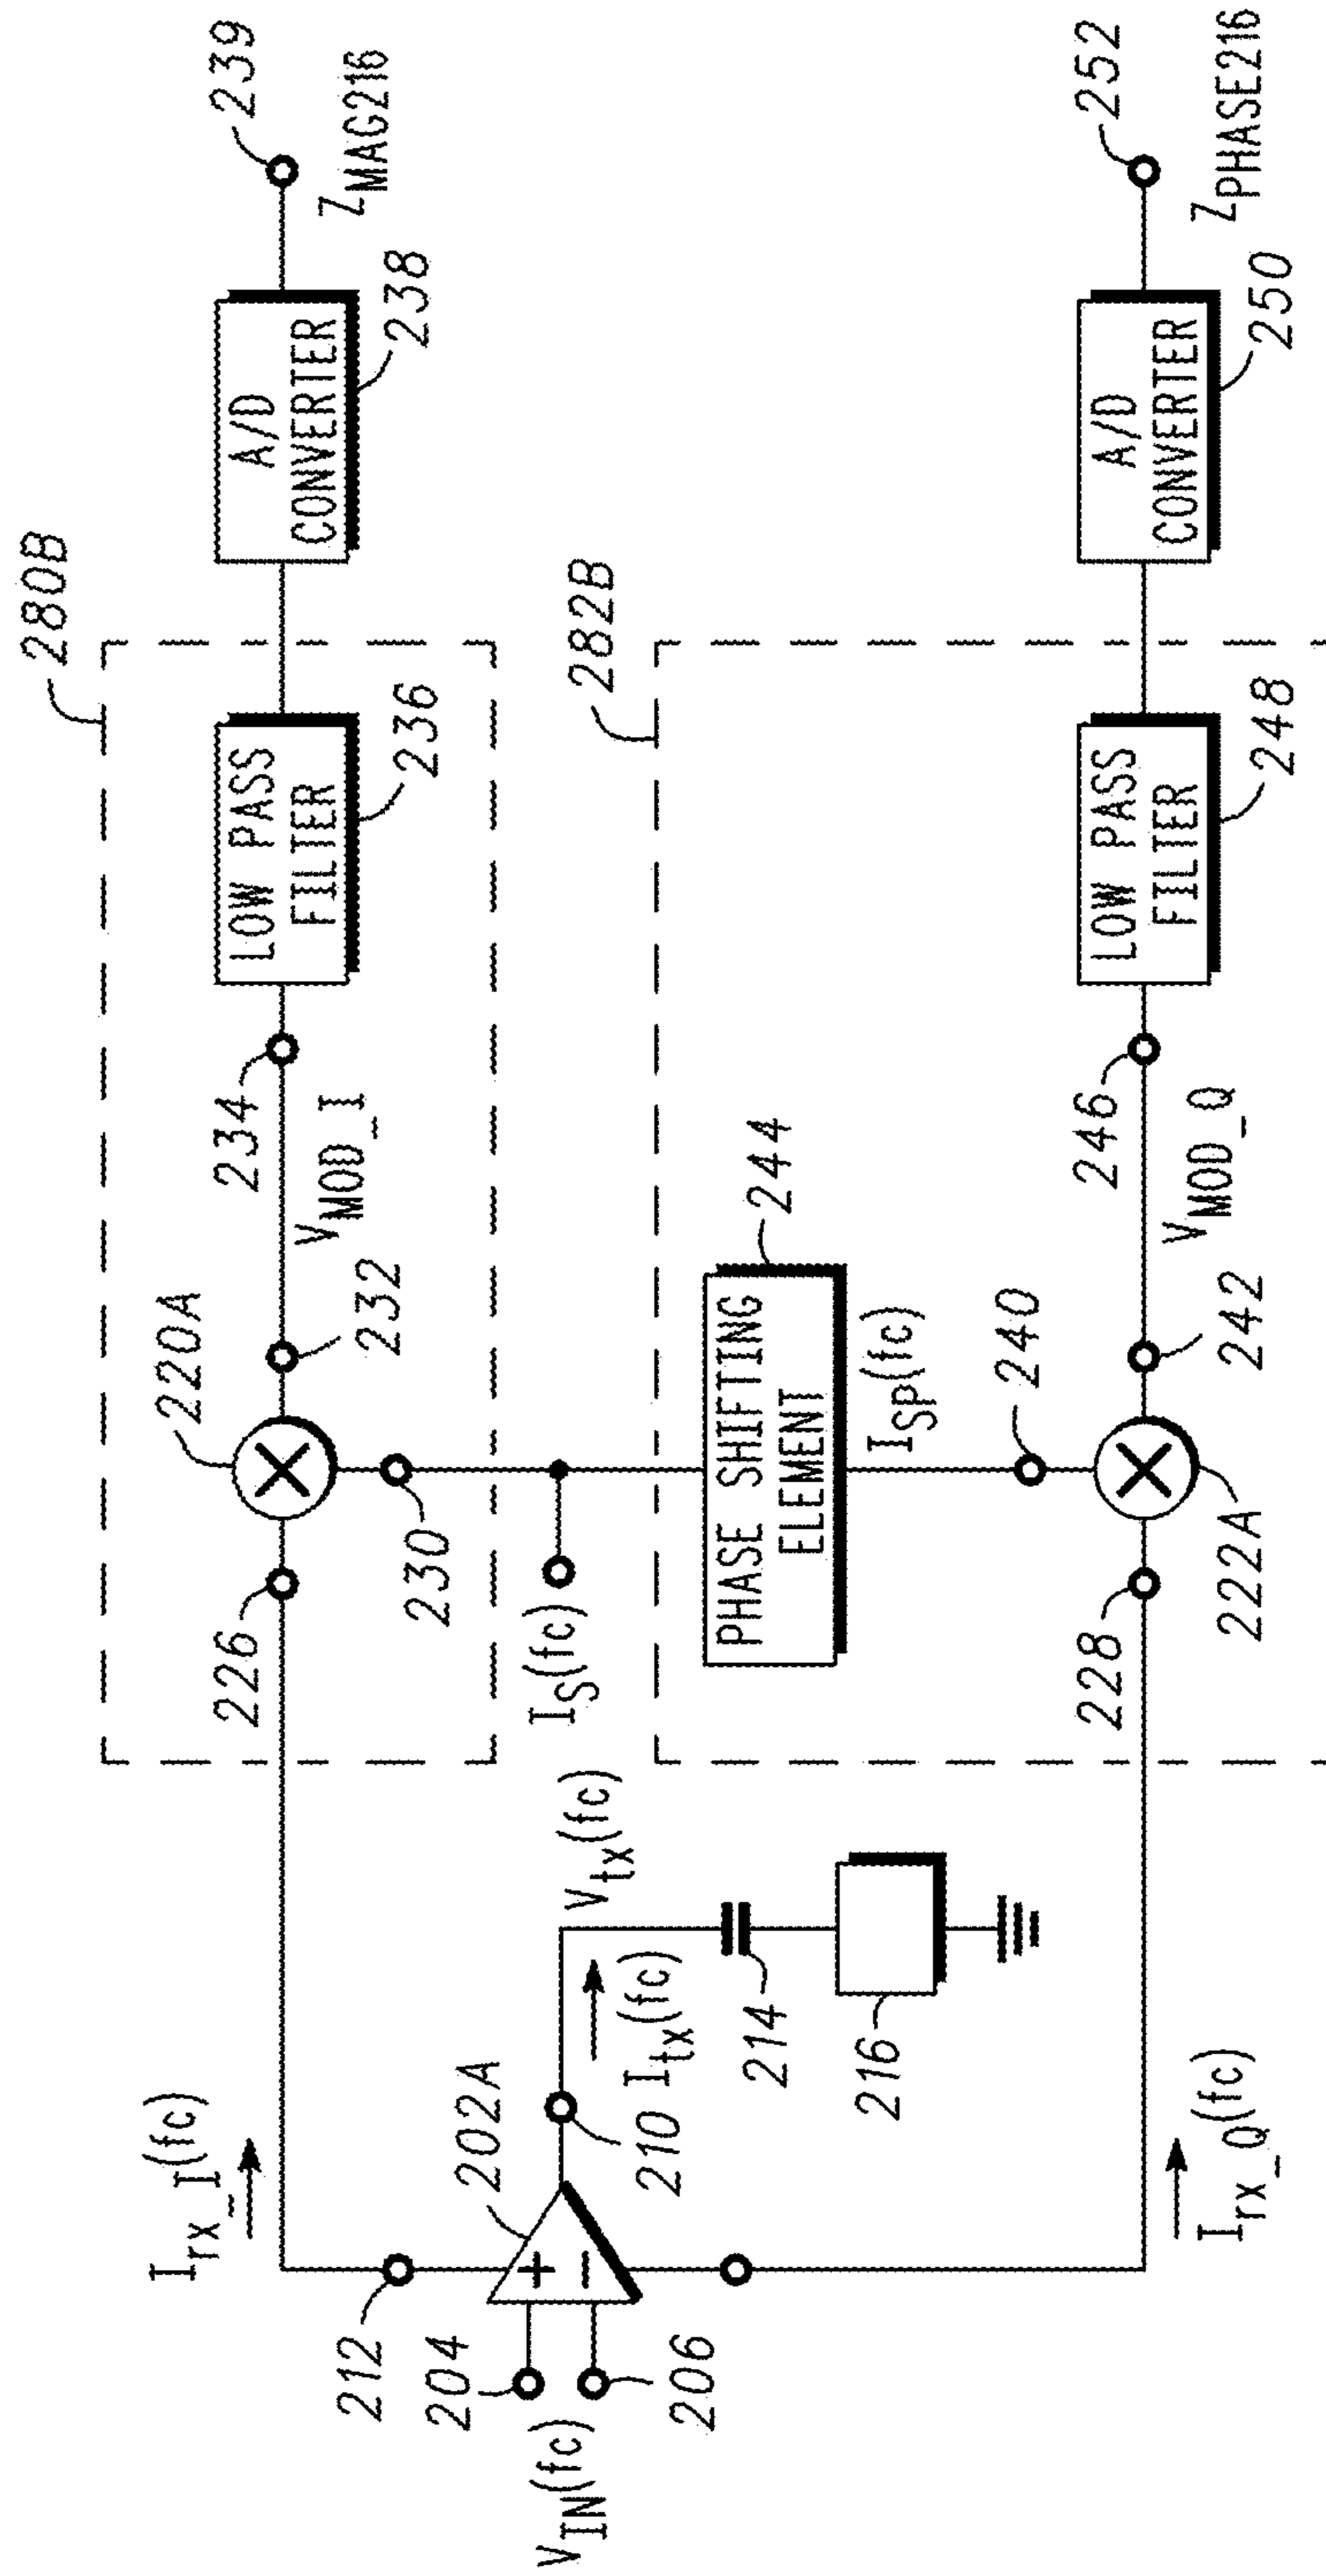 280B
220A
226
230
232
234
V_MOD_I
LOW PASS
FILTER
236
A/D
CONVERTER
238
239
Z_MAG216
I_rx_I(fc)
212
204
V_IN(fc)
206
202A
210
I_tx(fc)
V_tx(fc)
214
216
I_S(fc)
282B
PHASE SHIFTING
ELEMENT
244
I_SP(fc)
240
228
222A
242
246
V_MOD_Q
LOW PASS
FILTER
248
A/D
CONVERTER
250
252
Z_PHASE216
I_rx_Q(fc)
+
−